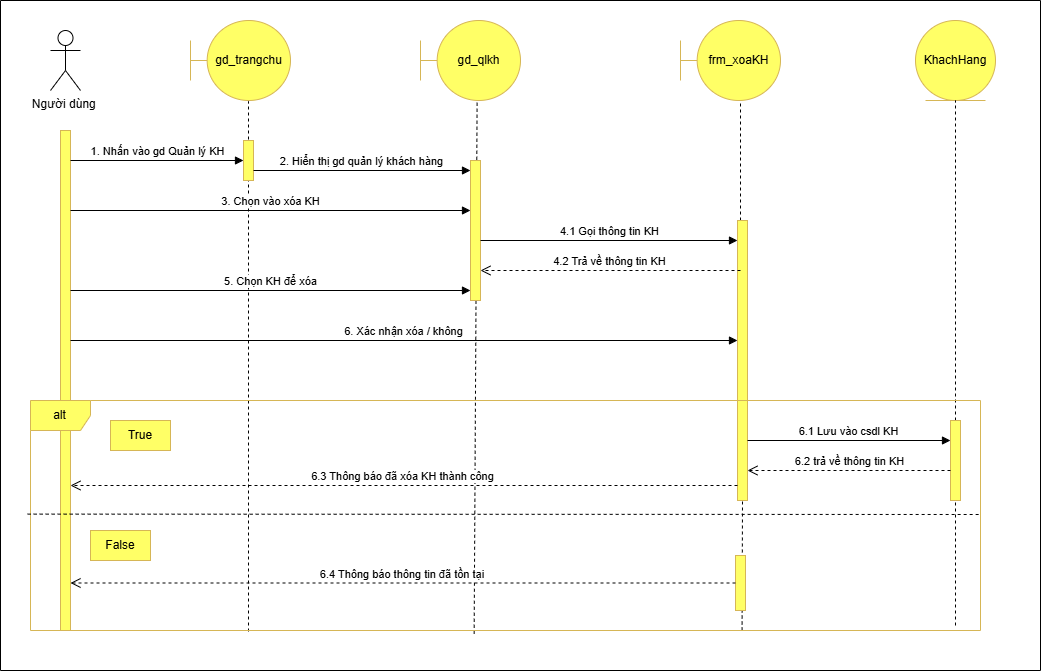 gd_trangchu
gd_qlkh
frm_xoaKH
KhachHang
Người dùng
1. Nhấn vào gd Quản lý KH
2. Hiển thị gd quản lý khách hàng
3. Chọn vào xóa KH
4.1 Gọi thông tin KH
4.2 Trả về thông tin KH
5. Chọn KH để xóa
6. Xác nhận xóa / không
alt
True
6.1 Lưu vào csdl KH
6.2 trả về thông tin KH
6.3 Thông báo đã xóa KH thành công
False
6.4 Thông báo thông tin đã tồn tại